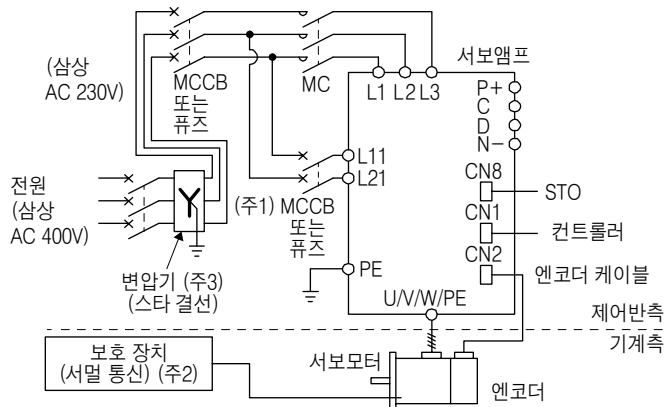 (삼상
AC 230V)
MCCB
또는
퓨즈
MC
서보앰프
L1 L2 L3
P+
C
D
N−
L11
L21
CN8
STO
CN1
컨트롤러
CN2
엔코더 케이블
전원
(삼상
AC 400V)
(주1)
MCCB
또는
퓨즈
변압기 (주3)
(스타 결선)
PE
U/V/W/PE
제어반측
기계측
보호 장치
(서멀 통신) (주2)
서보모터
엔코더